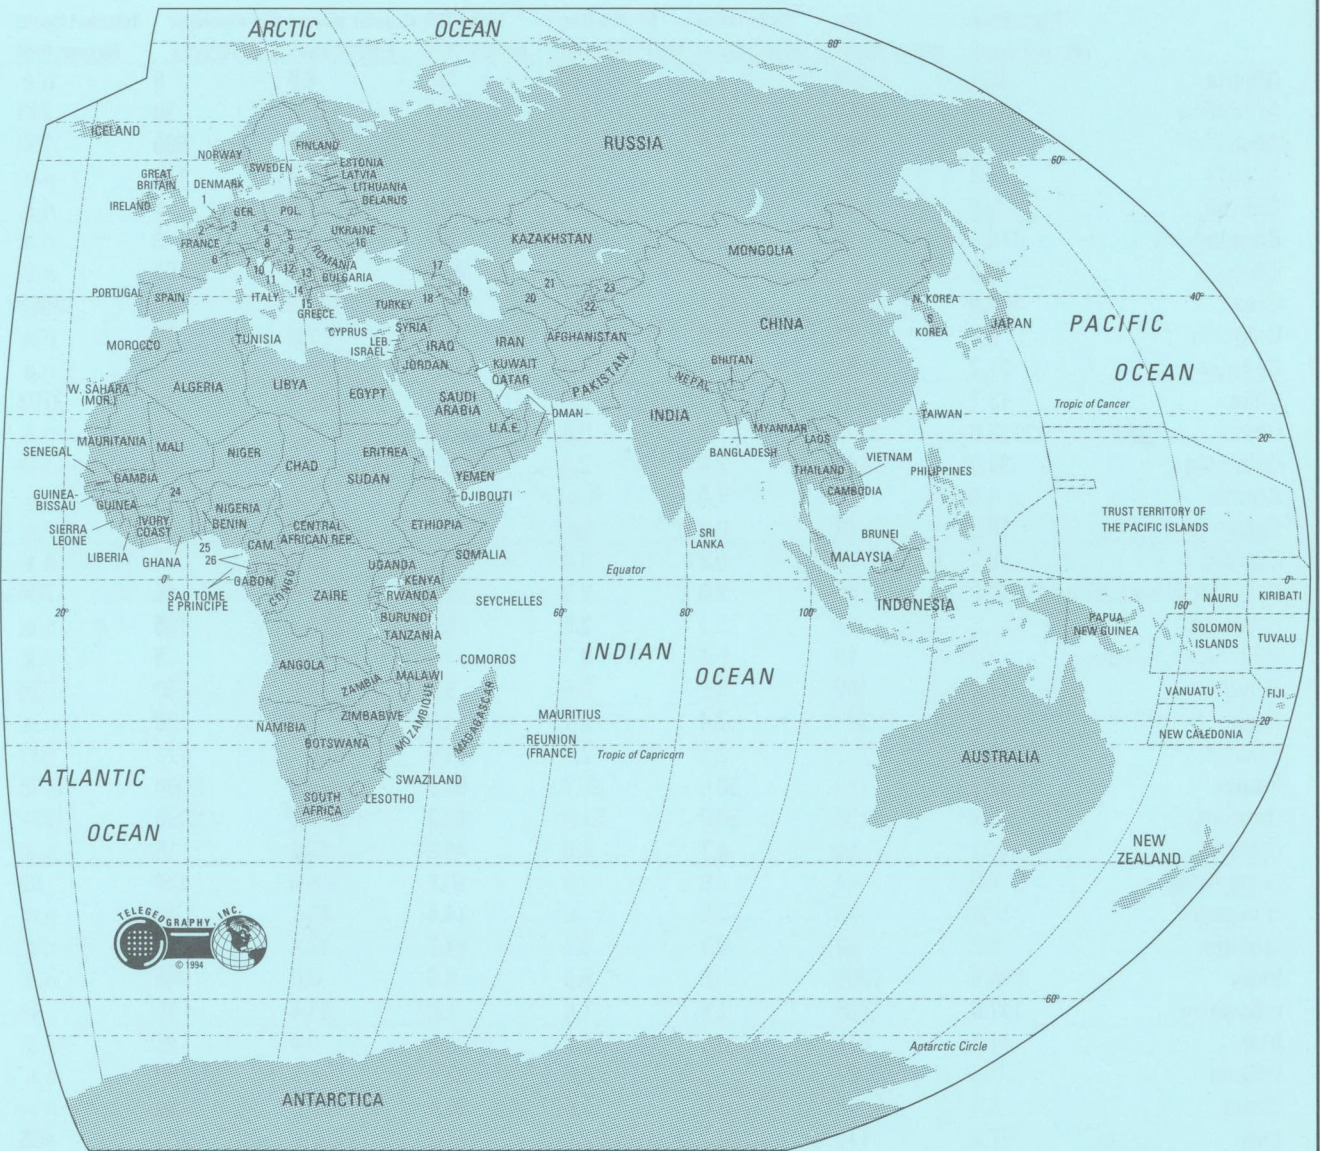 ARCTIC OCEAN
80°
ICELAND
RUSSIA
FINLAND
NORWAY
SWEDEN
ESTONIA
LATVIA
LITHUANIA
BELARUS
60°
GREAT
BRITAIN
DENMARK
IRELAND
1
GER.
POL.
2
3
4
5
UKRAINE
16
FRANCE
8
9
ROMANIA
6
7
10
11
12
13
BULGARIA
KAZAKHSTAN
MONGOLIA
17
18
19
20
21
22
23
PORTUGAL
SPAIN
ITALY
14
15
GREECE
TURKEY
N. KOREA
S.
KOREA
JAPAN
40°
PACIFIC
OCEAN
CHINA
CYPRUS
SYRIA
LEB.
ISRAEL
IRAQ
IRAN
AFGHANISTAN
TUNISIA
MOROCCO
JORDAN
KUWAIT
QATAR
PAKISTAN
BHUTAN
NEPAL
W. SAHARA
(MOR.)
ALGERIA
LIBYA
EGYPT
SAUDI
ARABIA
U.A.E.
OMAN
INDIA
Tropic of Cancer
TAIWAN
MYANMAR
LAOS
20°
MAURITANIA
MALI
NIGER
CHAD
ERITREA
SUDAN
YEMEN
BANGLADESH
THAILAND
VIETNAM
CAMBODIA
PHILIPPINES
SENEGAL
GAMBIA
24
GUINEA-
BISSAU
GUINEA
NIGERIA
BENIN
DJIBOUTI
TRUST TERRITORY OF
THE PACIFIC ISLANDS
SIERRA
LEONE
IVORY
COAST
CENTRAL
AFRICAN REP.
ETHIOPIA
SRI
LANKA
BRUNEI
LIBERIA
GHANA
25
26
CAM.
SOMALIA
MALAYSIA
UGANDA
KENYA
Equator
0°
GABON
CONGO
ZAIRE
RWANDA
0°
SAO TOME
E PRINCIPE
SEYCHELLES
INDONESIA
NAURU
KIRIBATI
20°
BURUNDI
TANZANIA
60°
80°
100°
160°
PAPUA
NEW GUINEA
SOLOMON
ISLANDS
TUVALU
INDIAN
OCEAN
ANGOLA
ZAMBIA
MALAWI
COMOROS
MADAGASCAR
MOZAMBIQUE
VANUATU
FIJI
NAMIBIA
ZIMBABWE
BOTSWANA
MAURITIUS
REUNION
(FRANCE)
Tropic of Capricorn
20°
NEW CALEDONIA
AUSTRALIA
ATLANTIC
OCEAN
SWAZILAND
LESOTHO
SOUTH
AFRICA
NEW
ZEALAND
TELEGEOGRAPHY, INC.
© 1994
60°
Antarctic Circle
ANTARCTICA